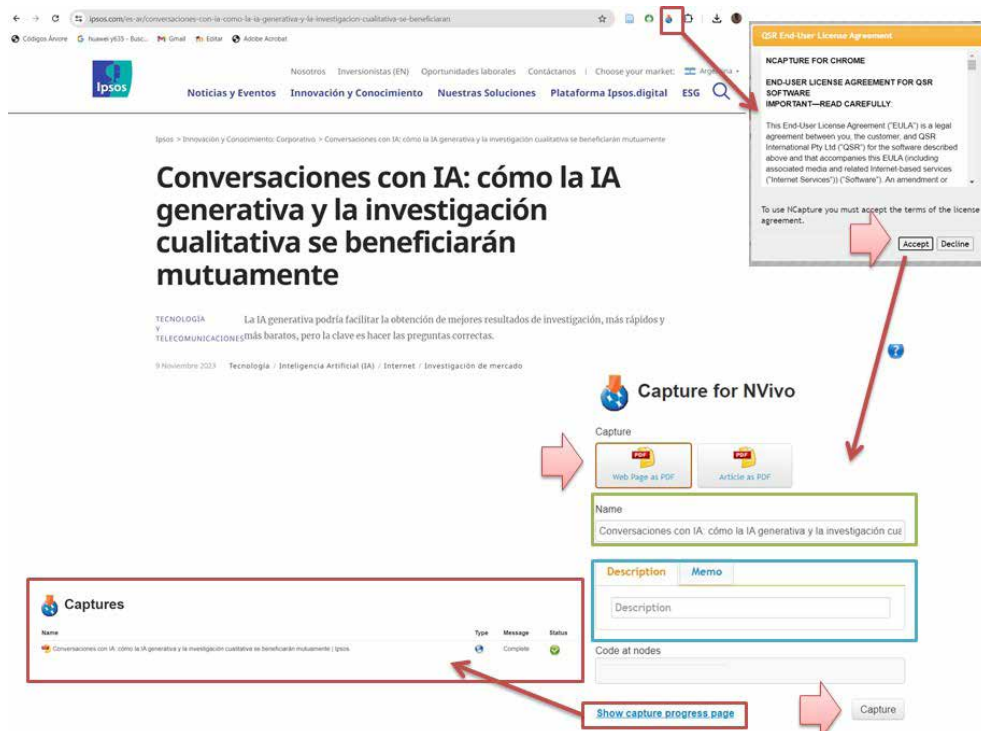 ipsos.com/es-ar/conversaciones-con-ia-como-la-ia-generativa-y-la-investigacion-cualitativa-se-beneficiaran
Códigos Árvore
Huawei y635 - Busc...
Gmail
Editar
Adobe Acrobat
Ipsos
Nosotros Inversionistas (EN) Oportunidades laborales Contáctanos | Choose your market:
Noticias y Eventos Innovación y Conocimiento Nuestras Soluciones Plataforma Ipsos.digital ESG
Ipsos > Innovación y Conocimiento: Corporativo > Conversaciones con IA: cómo la IA generativa y la investigación cualitativa se beneficiarán mutuamente
Conversaciones con IA: cómo la IA
generativa y la investigación
cualitativa se beneficiarán
mutuamente
TECNOLOGÍA
Y
TELECOMUNICACIONES
La IA generativa podría facilitar la obtención de mejores resultados de investigación, más rápidos y
más baratos, pero la clave es hacer las preguntas correctas.
9 Noviembre 2023 Tecnología / Inteligencia Artificial (IA) / Internet / Investigación de mercado
QSR End-User License Agreement
NCAPTURE FOR CHROME
END-USER LICENSE AGREEMENT FOR QSR
SOFTWARE
IMPORTANT—READ CAREFULLY:
This End-User License Agreement ("EULA") is a legal
agreement between you, the customer, and QSR
International Pty Ltd ("QSR") for the software described
above and that accompanies this EULA (including
associated media and related Internet-based services
("Internet Services")) ("Software"). An amendment or
To use NCapture you must accept the terms of the license
agreement.
Accept Decline
?
Capture for NVivo
Capture
PDF
Web Page as PDF
PDF
Article as PDF
Name
Conversaciones con IA: cómo la IA generativa y la investigación cua
Description Memo
Description
Code at nodes
Show capture progress page
Capture
Captures
Name Type Message Status
Conversaciones con IA: cómo la IA generativa y la investigación cualitativa se beneficiarán mutuamente | Ipsos Complete